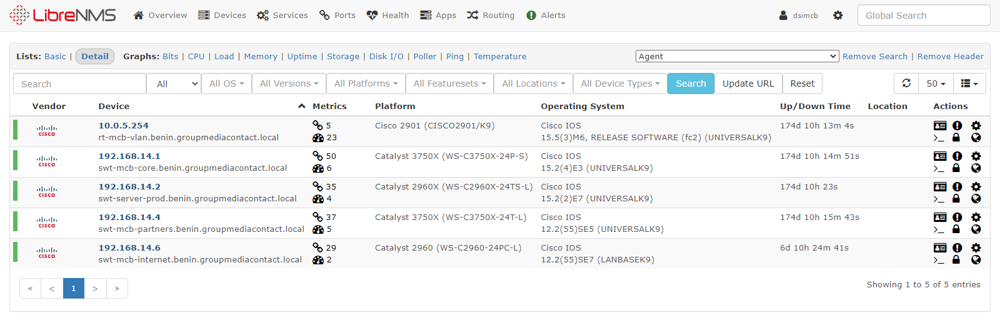 LibreNMS Overview Devices Services Ports Health Apps Routing Alerts dsimcb Global Search
Lists: Basic | Detail Graphs: Bits | CPU | Load | Memory | Uptime | Storage | Disk I/O | Poller | Ping | Temperature Agent Remove Search | Remove Header
Search All All OS All Versions All Platforms All Featuresets All Locations All Device Types Search Update URL Reset 50
Vendor Device Metrics Platform Operating System Up/Down Time Location Actions
CISCO 10.0.5.254 5 Cisco 2901 (CISCO2901/K9) Cisco IOS 174d 10h 13m 4s
rt-mcb-vlan.benin.groupmediacontact.local 23 15.5(3)M6, RELEASE SOFTWARE (fc2) (UNIVERSALK9)
CISCO 192.168.14.1 50 Catalyst 3750X (WS-C3750X-24P-S) Cisco IOS 174d 10h 14m 51s
swt-mcb-core.benin.groupmediacontact.local 6 15.2(4)E3 (UNIVERSALK9)
CISCO 192.168.14.2 35 Catalyst 2960X (WS-C2960X-24TS-L) Cisco IOS 174d 10h 23s
swt-server-prod.benin.groupmediacontact.local 4 15.2(2)E7 (UNIVERSALK9)
CISCO 192.168.14.4 37 Catalyst 3750X (WS-C3750X-24T-L) Cisco IOS 174d 10h 15m 43s
swt-mcb-partners.benin.groupmediacontact.local 5 12.2(55)SE5 (UNIVERSALK9)
CISCO 192.168.14.6 29 Catalyst 2960 (WS-C2960-24PC-L) Cisco IOS 6d 10h 24m 41s
swt-mcb-internet.benin.groupmediacontact.local 2 12.2(55)SE7 (LANBASEK9)
« < 1 > » Showing 1 to 5 of 5 entries